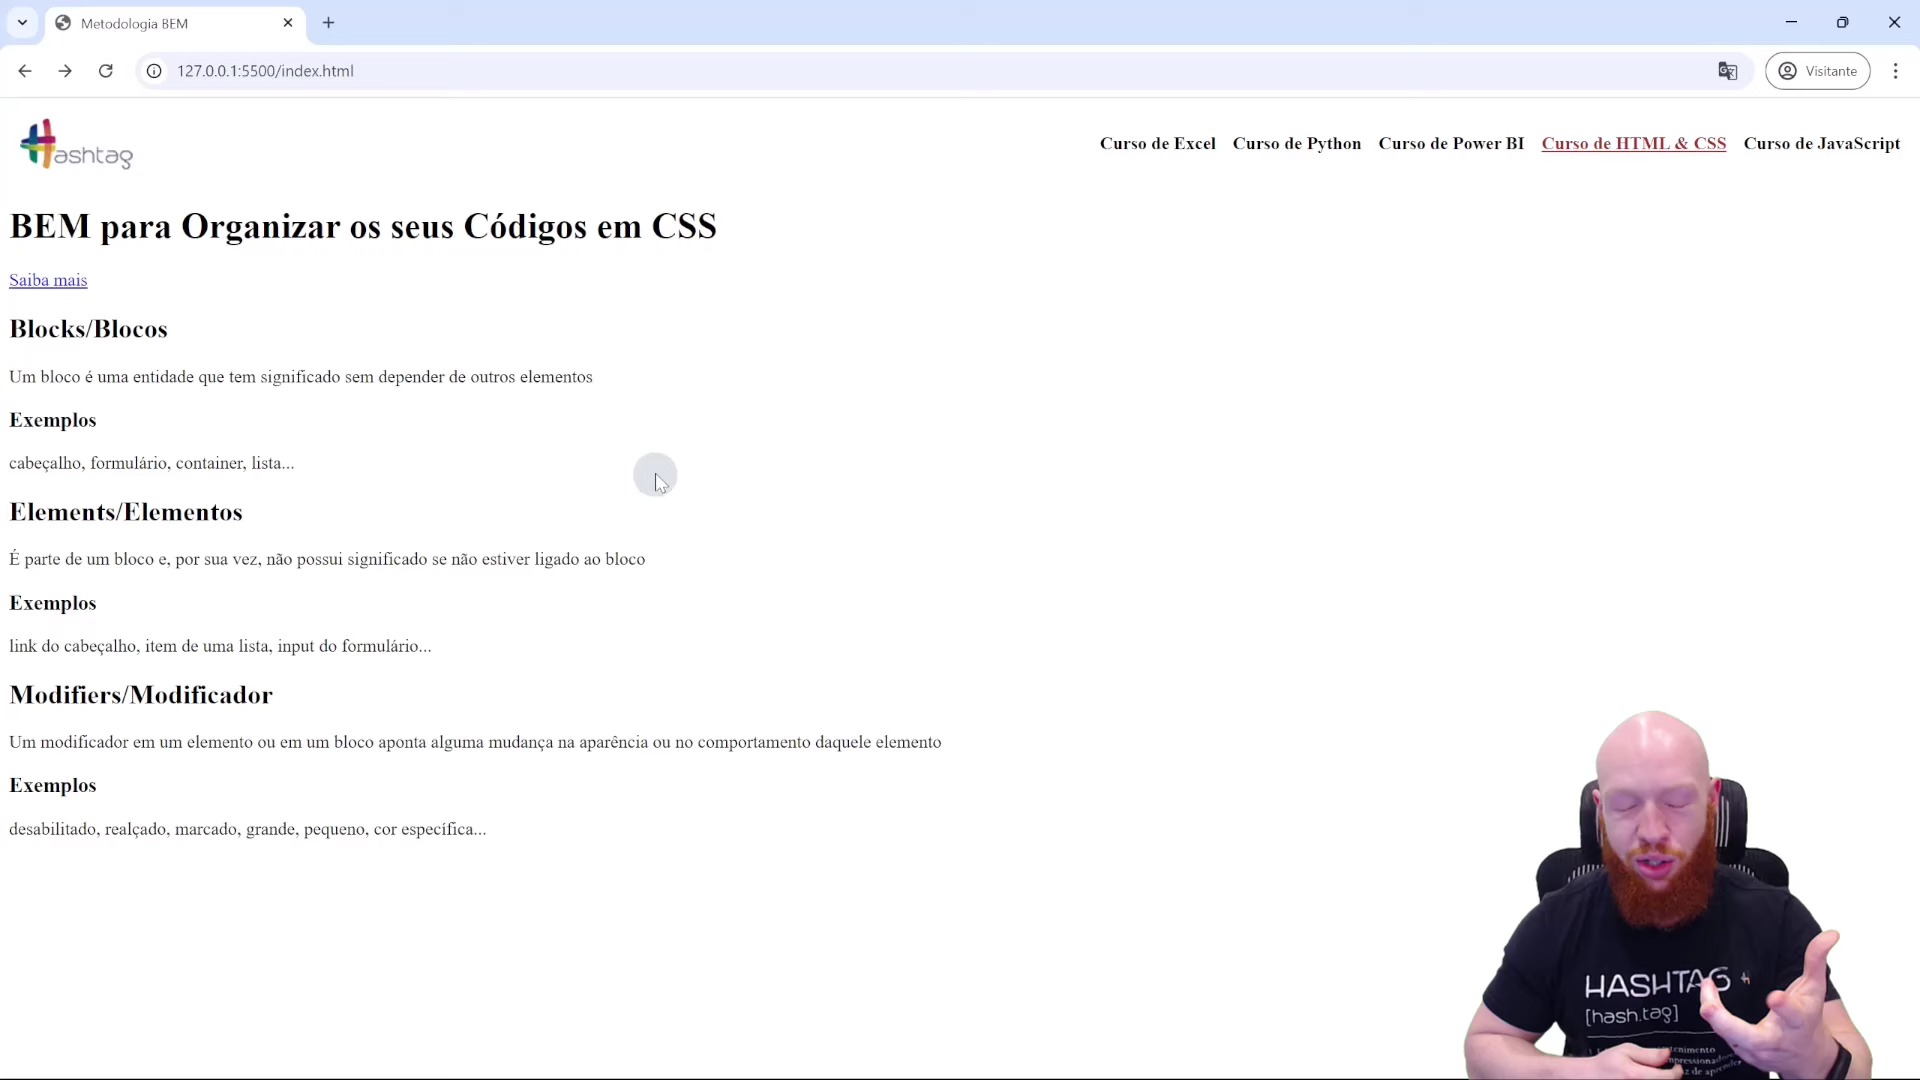 Metodologia BEM
127.0.0.1:5500/index.html
Visitante
ashtag
Curso de Excel Curso de Python Curso de Power BI Curso de HTML & CSS Curso de JavaScript
BEM para Organizar os seus Códigos em CSS
Saiba mais
Blocks/Blocos
Um bloco é uma entidade que tem significado sem depender de outros elementos
Exemplos
cabeçalho, formulário, container, lista...
Elements/Elementos
É parte de um bloco e, por sua vez, não possui significado se não estiver ligado ao bloco
Exemplos
link do cabeçalho, item de uma lista, input do formulário...
Modifiers/Modificador
Um modificador em um elemento ou em um bloco aponta alguma mudança na aparência ou no comportamento daquele elemento
Exemplos
desabilitado, realçado, marcado, grande, pequeno, cor específica...
HASHTAG
[hash.tag]